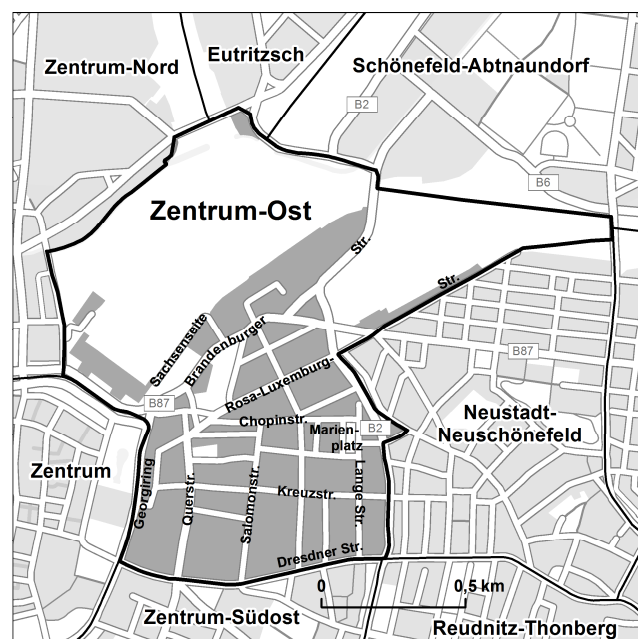 Eutritzsch
Zentrum-Nord
Schönefeld-Abtnaundorf
B2
B6
Zentrum-Ost
Str.
Str.
Sachsenseite
Brandenburger
B87
Rosa-Luxemburg-
B87
Chopinstr.
Marien-
platz
B2
Neustadt-
Neuschönefeld
Zentrum
Georgiring
Querstr.
Salomonstr.
Kreuzstr.
Lange Str.
Dresdner Str.
0
0,5 km
Zentrum-Südost
Reudnitz-Thonberg